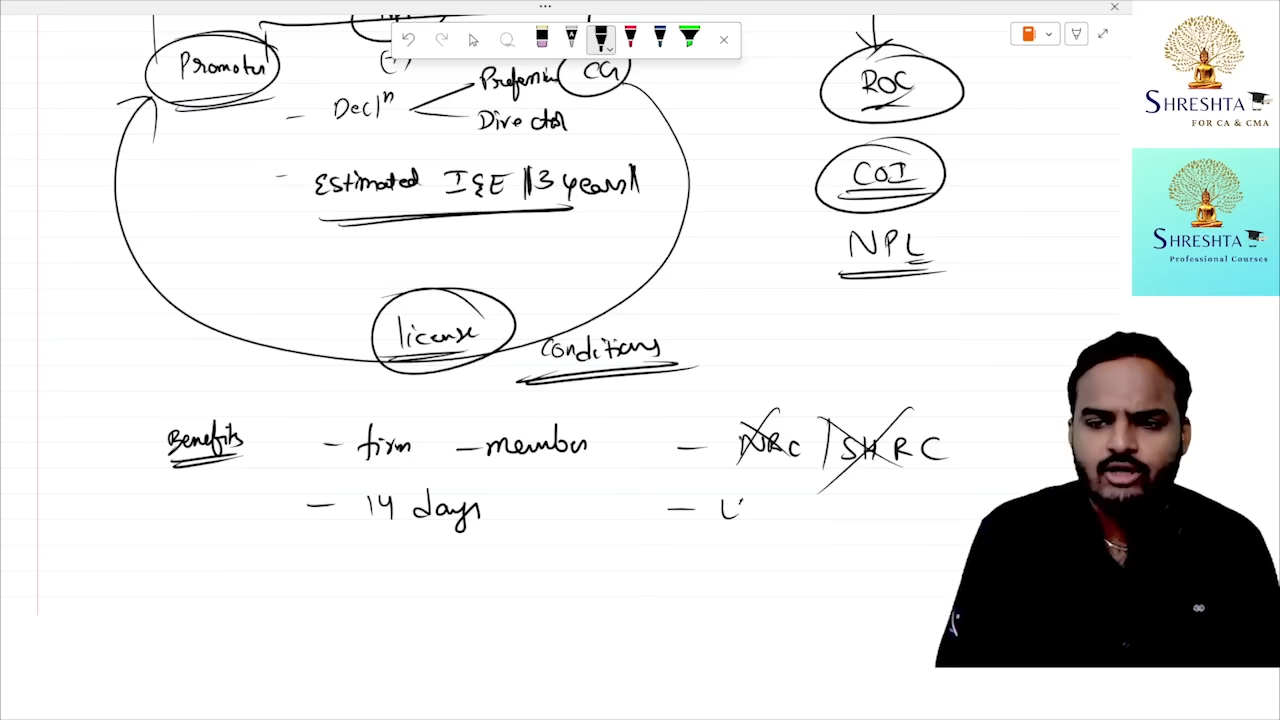 Promoter
CG
ROC
Decl^n
Profession
Director
Estimated I&E |3 years|
COI
NPL
license
Conditions
Benefits
- firm
- member
- NRC / SHRC
- 14 days
-
SHRESHTA
FOR CA & CMA
SHRESHTA
Professional Courses